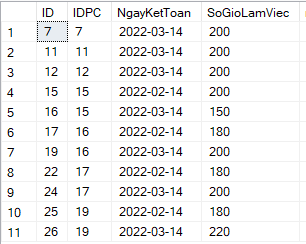 ID IDPC NgayKetToan SoGioLamViec
1 7 7 2022-03-14 200
2 11 11 2022-03-14 200
3 12 12 2022-03-14 200
4 15 15 2022-02-14 200
5 16 15 2022-03-14 150
6 17 16 2022-02-14 180
7 19 16 2022-03-14 200
8 22 17 2022-02-14 180
9 24 17 2022-03-14 200
10 25 19 2022-02-14 180
11 26 19 2022-03-14 220